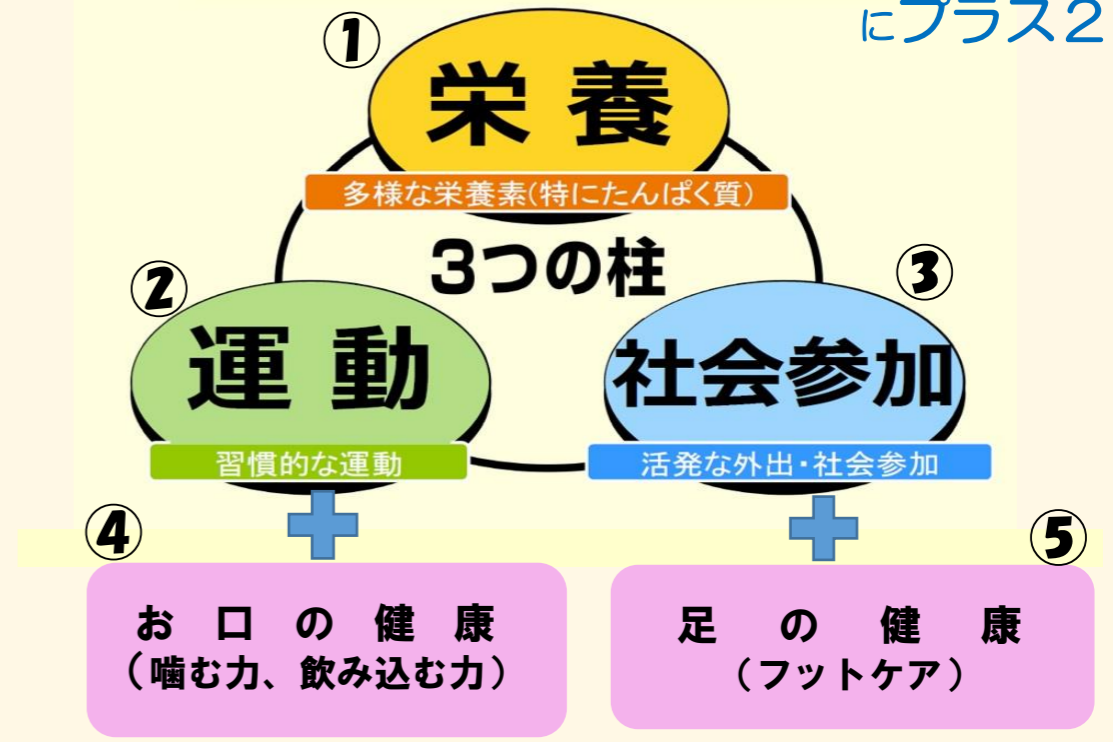 にプラス2
①
栄養
多様な栄養素(特にたんぱく質)
3つの柱
②
運動
習慣的な運動
③
社会参加
活発な外出・社会参加
④
お口の健康
(噛む力、飲み込む力)
⑤
足の健康
(フットケア)